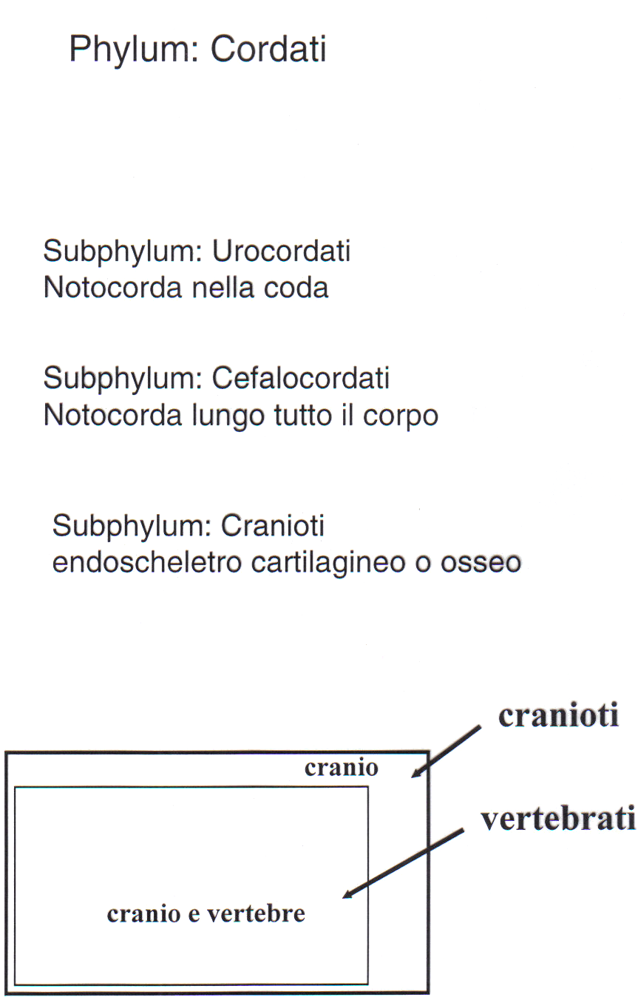 Phylum: Cordati
Subphylum: Urocordati
Notocorda nella coda
Subphylum: Cefalocordati
Notocorda lungo tutto il corpo
Subphylum: Cranioti
endoscheletro cartilagineo o osseo
cranioti
cranio
vertebrati
cranio e vertebre